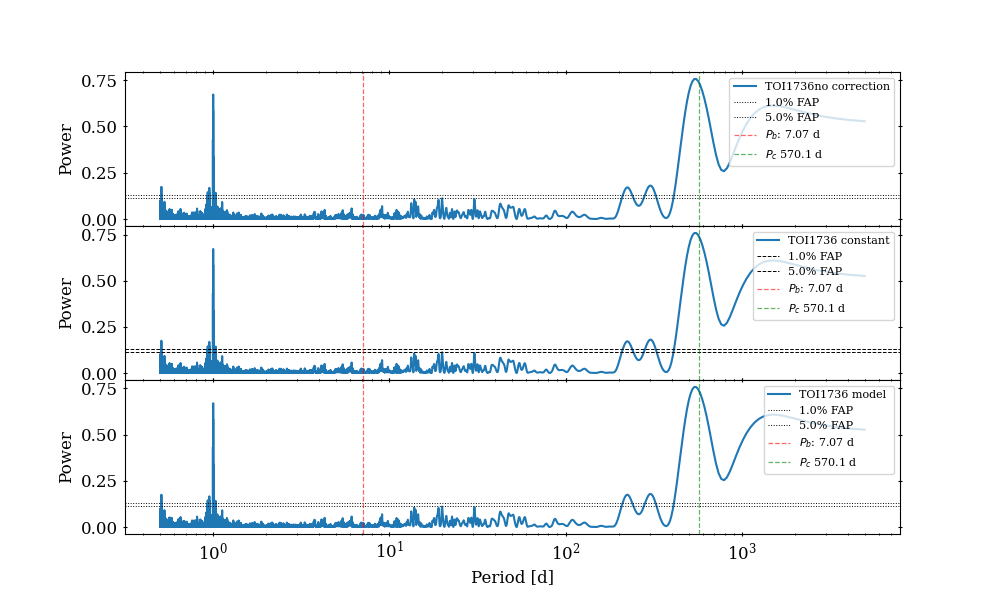 0.75
0.50
0.25
0.00
Power
TOI1736no correction
1.0% FAP
5.0% FAP
P_b: 7.07 d
P_c 570.1 d
0.75
0.50
0.25
0.00
Power
TOI1736 constant
1.0% FAP
5.0% FAP
P_b: 7.07 d
P_c 570.1 d
0.75
0.50
0.25
0.00
Power
TOI1736 model
1.0% FAP
5.0% FAP
P_b: 7.07 d
P_c 570.1 d
10^0 10^1 10^2 10^3
Period [d]